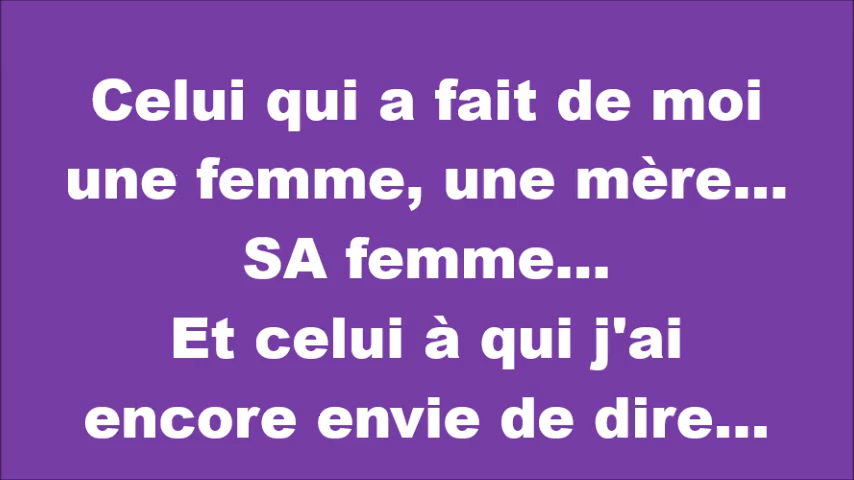 Celui qui a fait de moi
une femme, une mère...
SA femme...
Et celui à qui j'ai
encore envie de dire...